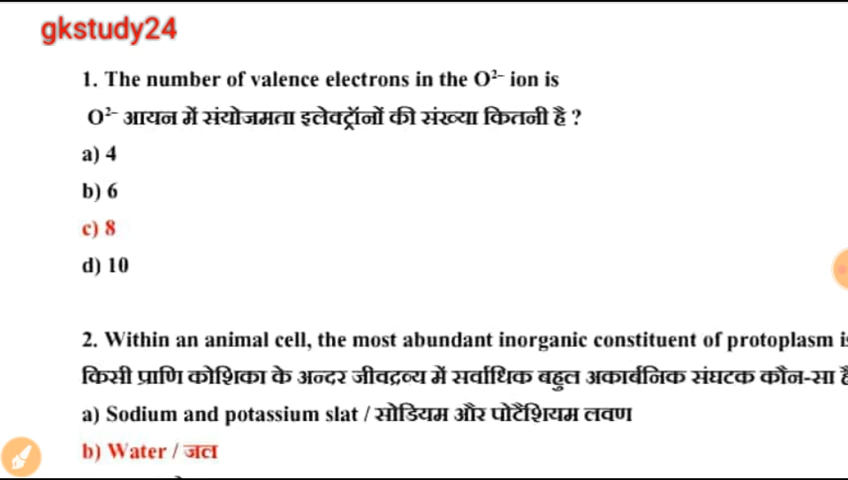 gkstudy24
1. The number of valence electrons in the O²⁻ ion is
O²⁻ आयन में संयोजमता इलेक्ट्रॉनों की संख्या कितनी है ?
a) 4
b) 6
c) 8
d) 10
2. Within an animal cell, the most abundant inorganic constituent of protoplasm
किसी प्राणि कोशिका के अन्दर जीवद्रव्य में सर्वाधिक बहुल अकार्बनिक संघटक कौन-सा
a) Sodium and potassium slat / सोडियम और पोटैशियम लवण
b) Water / जल